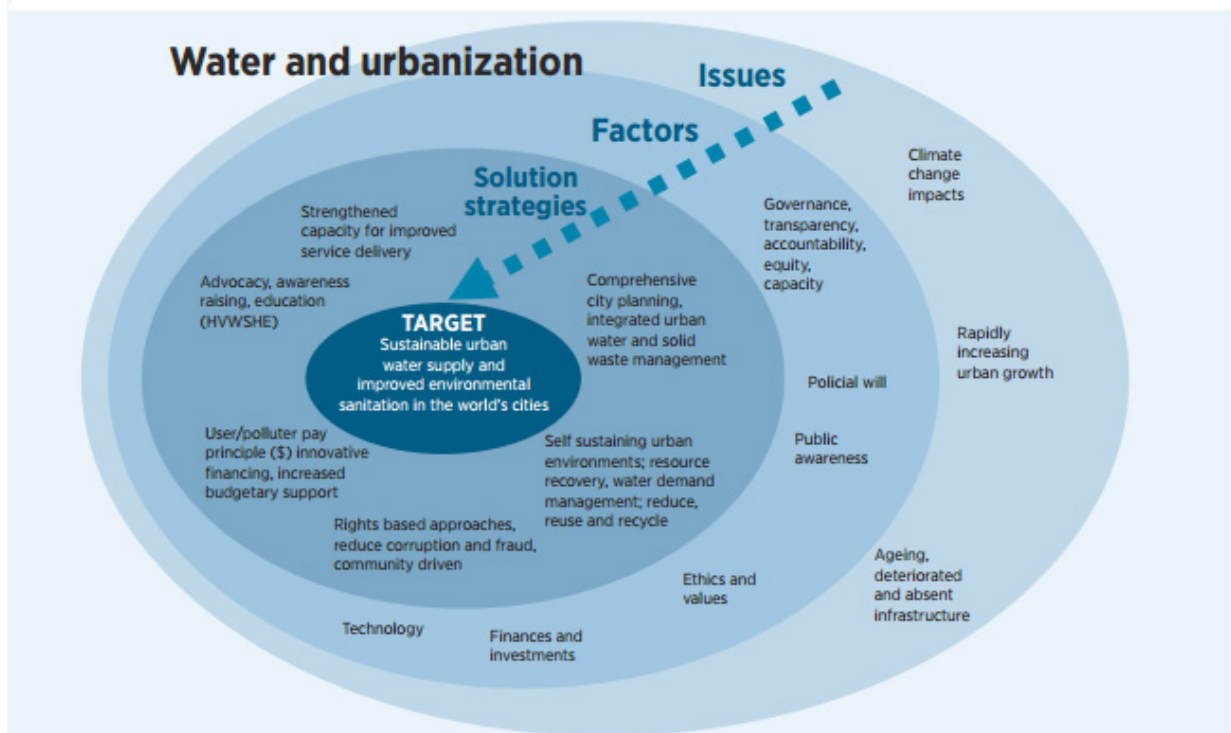 Water and urbanization
Issues
Factors
Solution
strategies
Climate
change
impacts
Governance,
transparency,
accountability,
equity,
capacity
Strengthened
capacity for improved
service delivery
Advocacy, awareness
raising, education
(HVWSHE)
Comprehensive
city planning,
integrated urban
water and solid
waste management
TARGET
Sustainable urban
water supply and
improved environmental
sanitation in the world's cities
Rapidly
increasing
urban growth
Policial will
Public
awareness
User/polluter pay
principle ($) innovative
financing, increased
budgetary support
Self sustaining urban
environments; resource
recovery, water demand
management; reduce,
reuse and recycle
Rights based approaches,
reduce corruption and fraud,
community driven
Ageing,
deteriorated
and absent
infrastructure
Ethics and
values
Technology
Finances and
investments